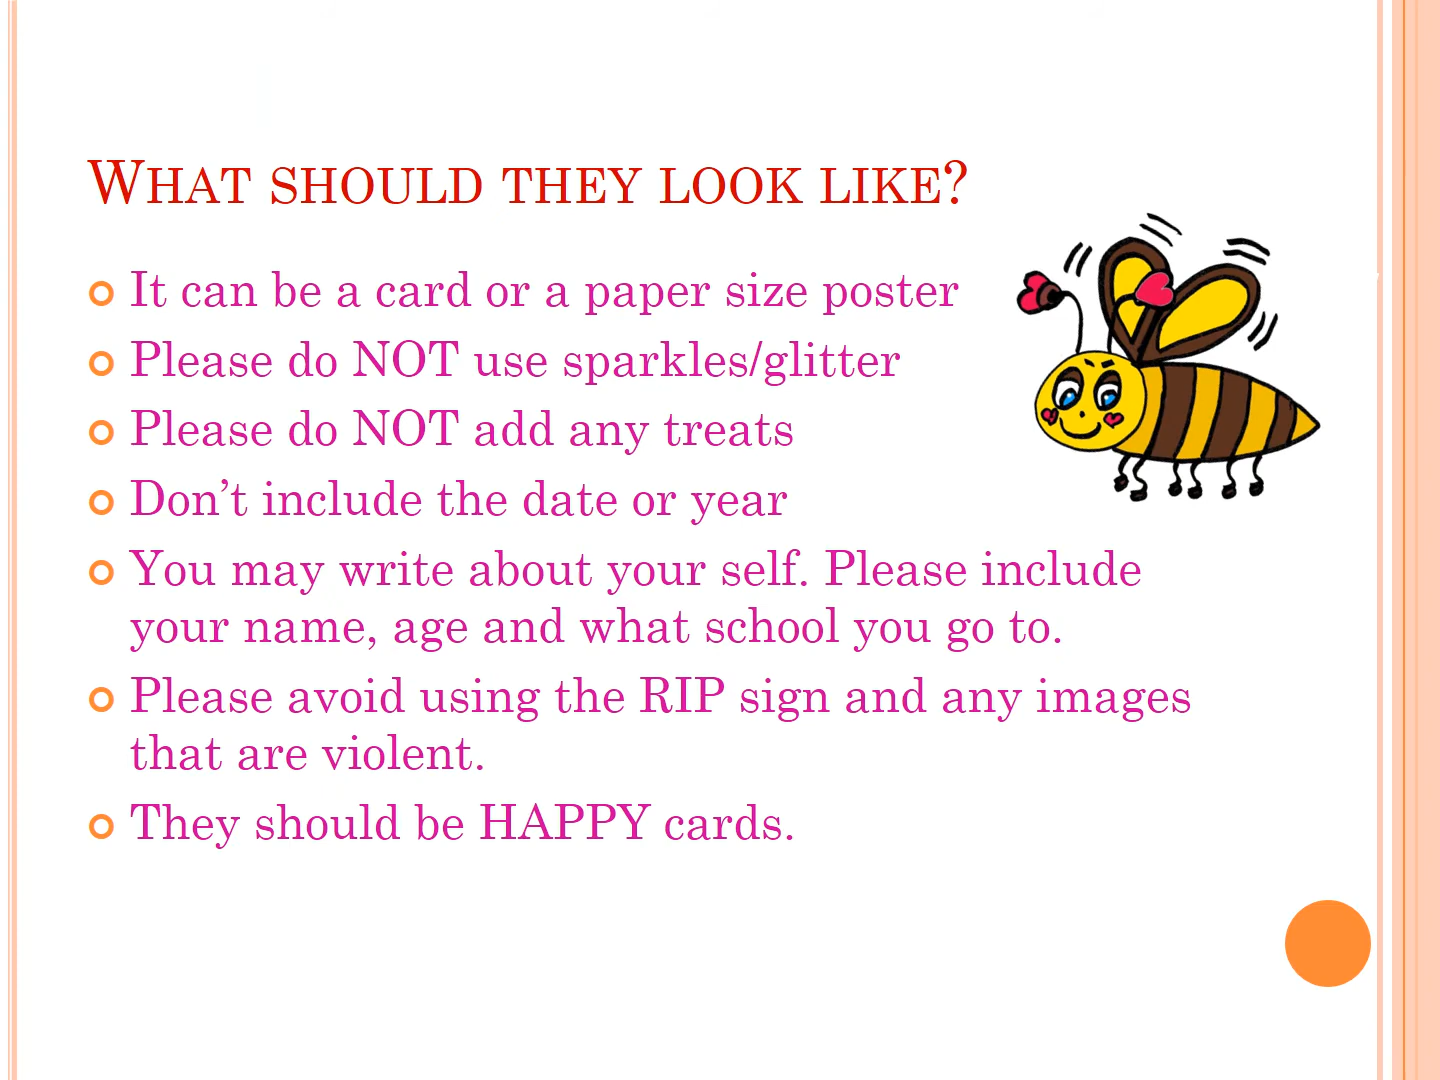 WHAT SHOULD THEY LOOK LIKE?
It can be a card or a paper size poster
Please do NOT use sparkles/glitter
Please do NOT add any treats
Don’t include the date or year
You may write about your self. Please include
your name, age and what school you go to.
Please avoid using the RIP sign and any images
that are violent.
They should be HAPPY cards.